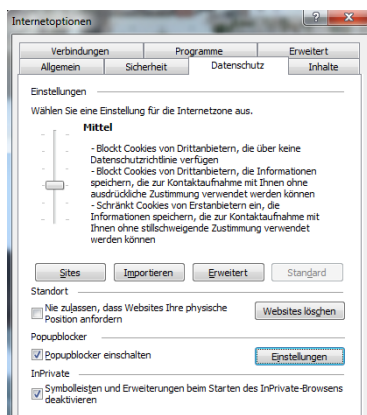 Internetoptionen
Verbindungen Programme Erweitert
Allgemein Sicherheit Datenschutz Inhalte
Einstellungen
Wählen Sie eine Einstellung für die Internetzone aus.
Mittel
- Blockt Cookies von Drittanbietern, die über keine
Datenschutzrichtlinie verfügen
- Blockt Cookies von Drittanbietern, die Informationen
speichern, die zur Kontaktaufnahme mit Ihnen ohne
ausdrückliche Zustimmung verwendet werden können
- Schränkt Cookies von Erstanbietern ein, die
Informationen speichern, die zur Kontaktaufnahme mit
Ihnen ohne stillschweigende Zustimmung verwendet
werden können
Sites Importieren Erweitert Standard
Standort
Nie zulassen, dass Websites Ihre physische
Position anfordern
Websites löschen
Popupblocker
Popupblocker einschalten Einstellungen
InPrivate
Symbolleisten und Erweiterungen beim Starten des InPrivate-Browsens
deaktivieren